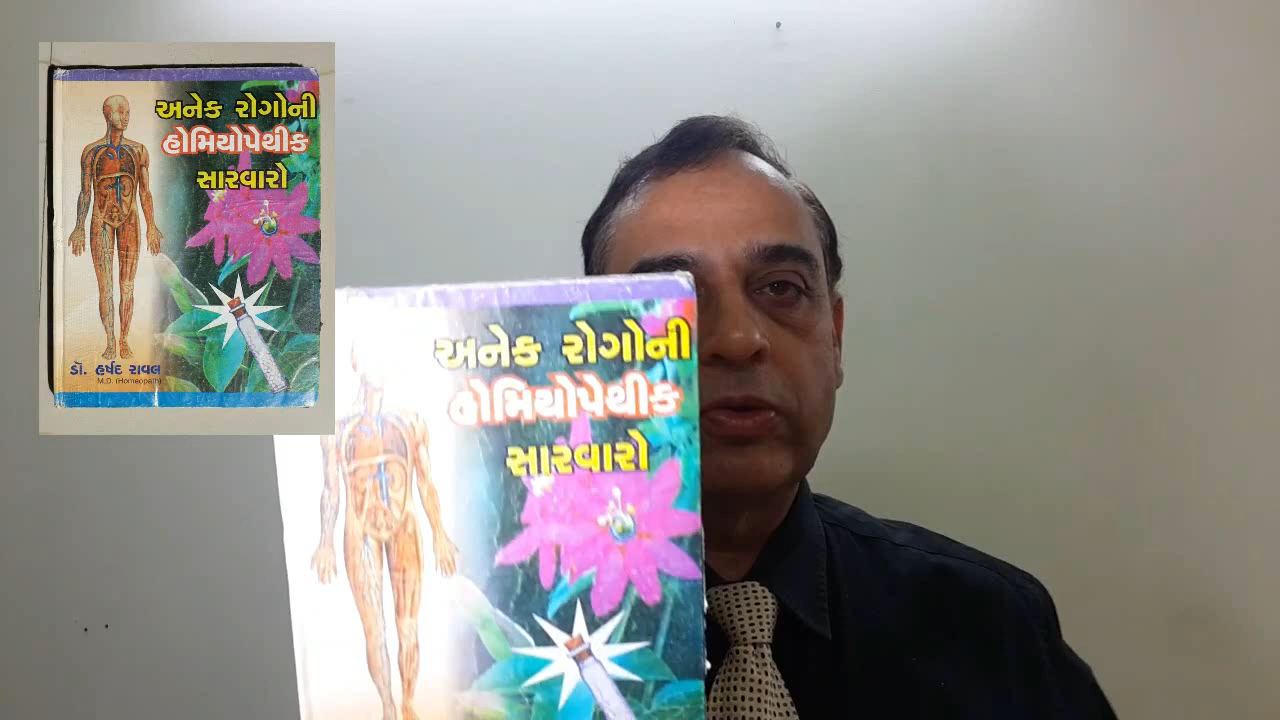 અનેક રોગોની
હોમિયોપેથીક
સારવારો
ડૉ. હર્ષદ રાવલ
M.D. (Homeopath)
અનેક રોગોની
હોમિયોપેથીક
સારવારો